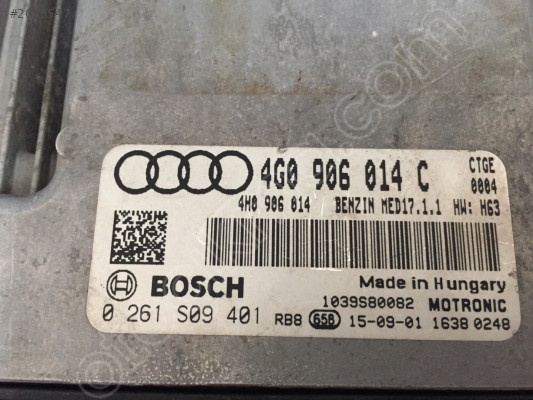 4G0 906 014 C CTGE
0004
4H0 906 014 BENZIN MED17.1.1 HW: H63
BOSCH Made in Hungary
1039S80082 MOTRONIC
0 261 S09 401 RB8 658 15-09-01 1638 0248